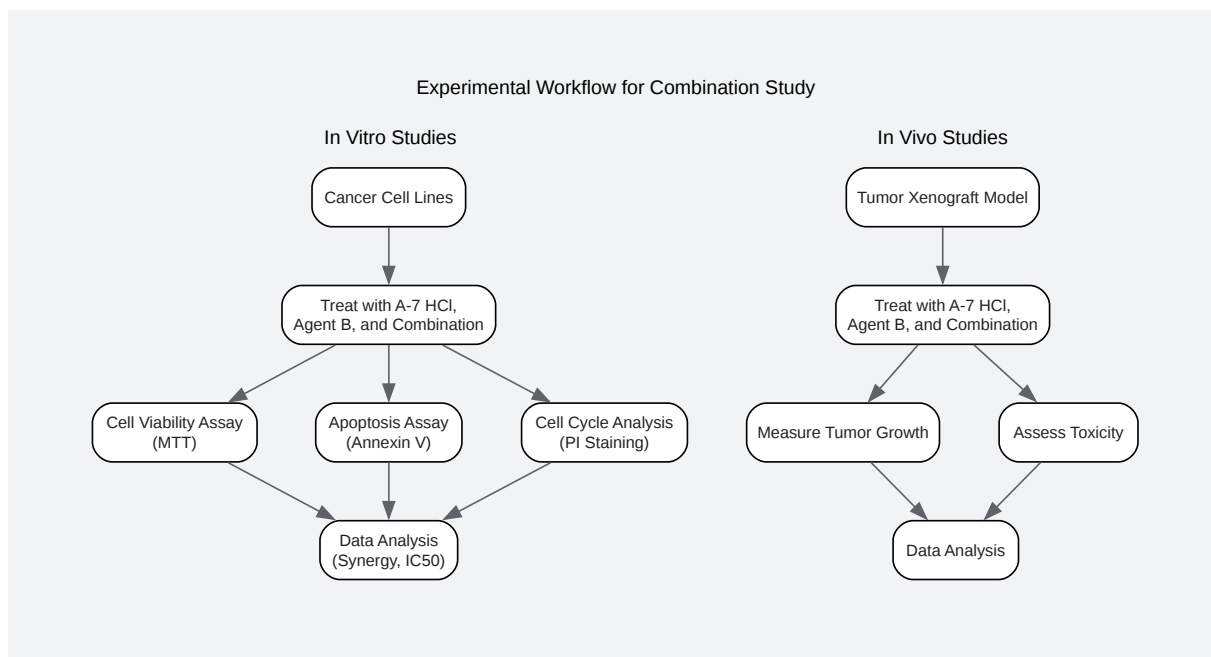 Experimental Workflow for Combination Study
In Vitro Studies
Cancer Cell Lines
Treat with A-7 HCl,
Agent B, and Combination
Cell Viability Assay
(MTT)
Apoptosis Assay
(Annexin V)
Cell Cycle Analysis
(PI Staining)
Data Analysis
(Synergy, IC50)
In Vivo Studies
Tumor Xenograft Model
Treat with A-7 HCl,
Agent B, and Combination
Measure Tumor Growth
Assess Toxicity
Data Analysis